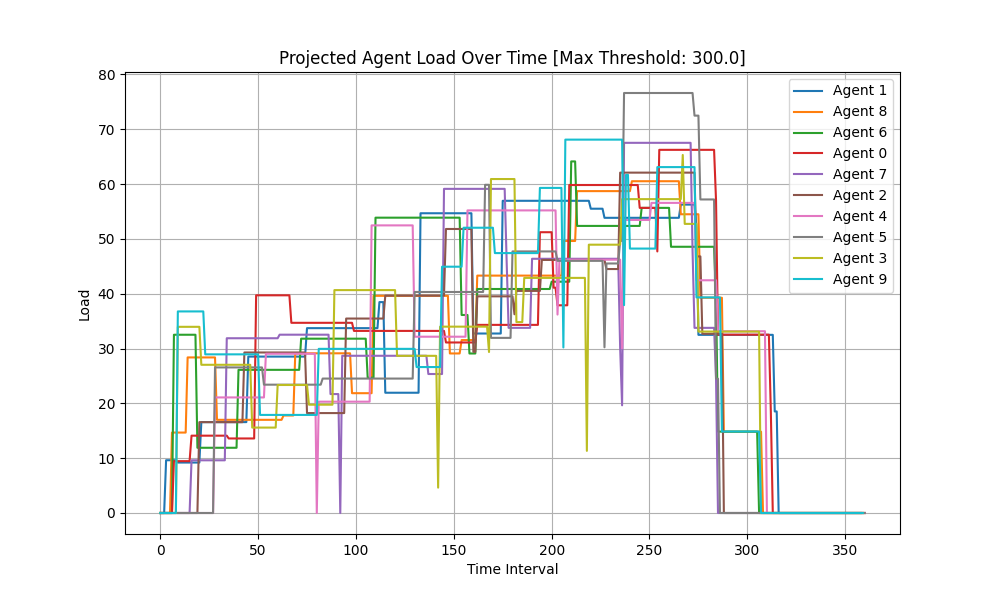 Projected Agent Load Over Time [Max Threshold: 300.0]
80
70
60
50
40
30
20
10
0
Load
0 50 100 150 200 250 300 350
Time Interval
Agent 1
Agent 8
Agent 6
Agent 0
Agent 7
Agent 2
Agent 4
Agent 5
Agent 3
Agent 9